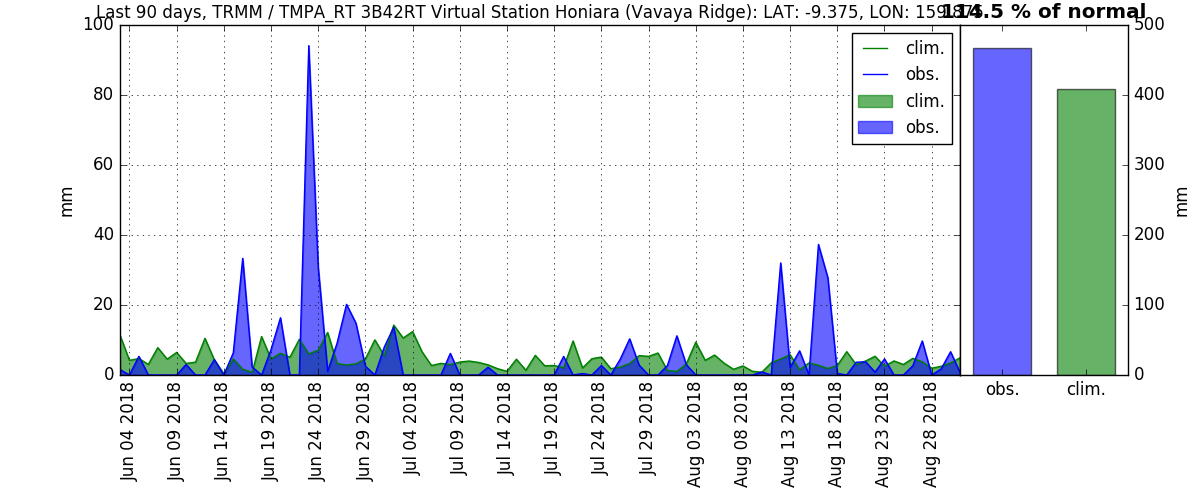 Last 90 days, TRMM / TMPA_RT 3B42RT Virtual Station Honiara (Vavaya Ridge): LAT: -9.375, LON: 159.875
114.5 % of normal
100
80
60
40
20
0
mm
clim.
obs.
clim.
obs.
500
400
300
200
100
0
mm
obs.
clim.
Jun 04 2018
Jun 09 2018
Jun 14 2018
Jun 19 2018
Jun 24 2018
Jun 29 2018
Jul 04 2018
Jul 09 2018
Jul 14 2018
Jul 19 2018
Jul 24 2018
Jul 29 2018
Aug 03 2018
Aug 08 2018
Aug 13 2018
Aug 18 2018
Aug 23 2018
Aug 28 2018